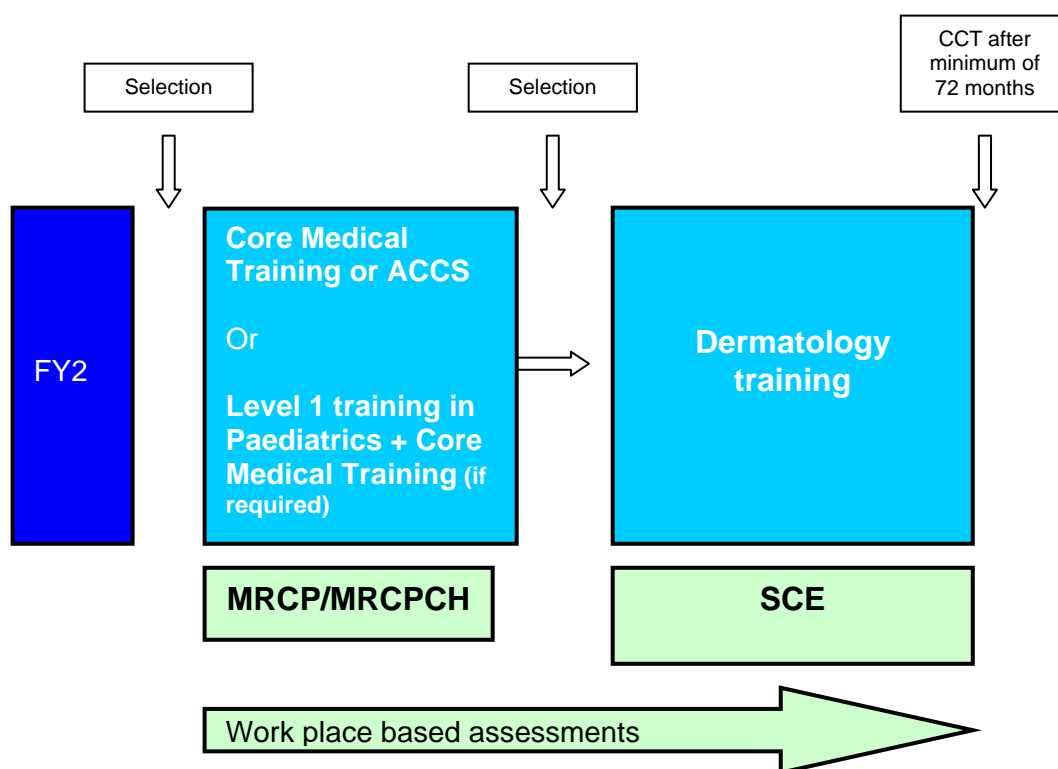 Selection
Selection
CCT after
minimum of
72 months
FY2
Core Medical
Training or ACCS
Or
Level 1 training in
Paediatrics + Core
Medical Training (if
required)
Dermatology
training
MRCP/MRCPCH
SCE
Work place based assessments